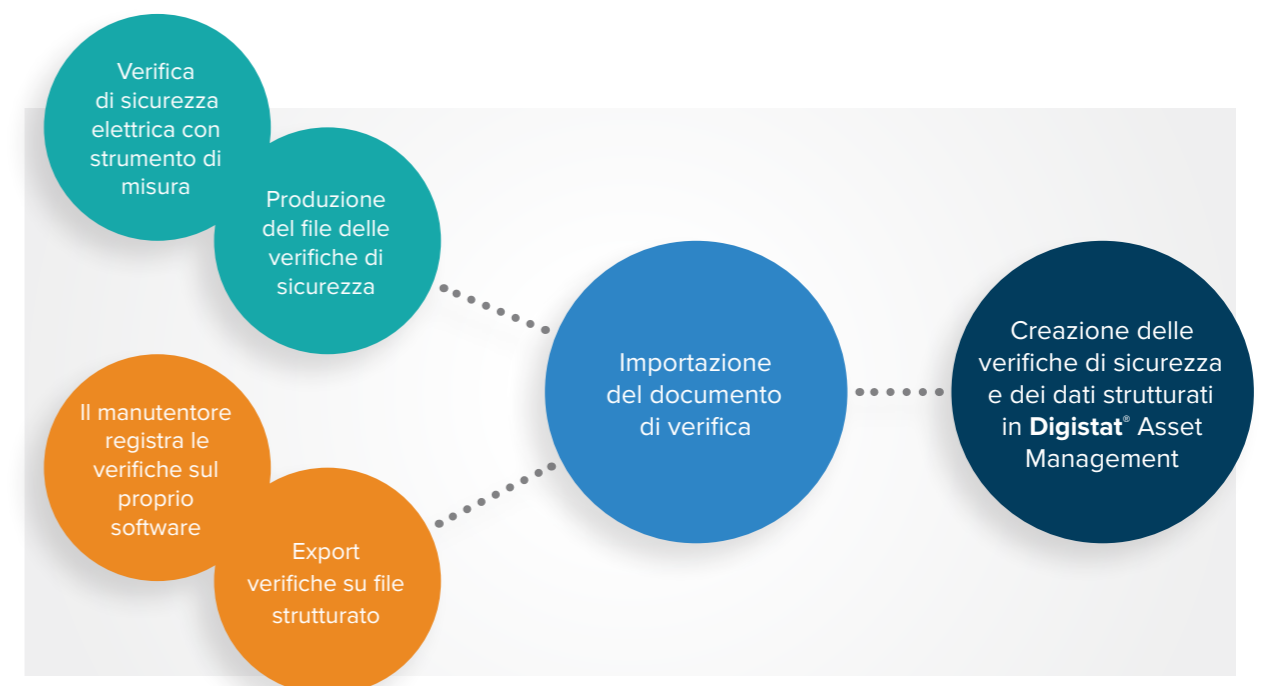 Verifica
di sicurezza
elettrica con
strumento di
misura
Produzione
del file delle
verifiche di
sicurezza
Il manutentore
registra le
verifiche sul
proprio
software
Export
verifiche su file
strutturato
Importazione
del documento
di verifica
Creazione delle
verifiche di sicurezza
e dei dati strutturati
in Digistat® Asset
Management